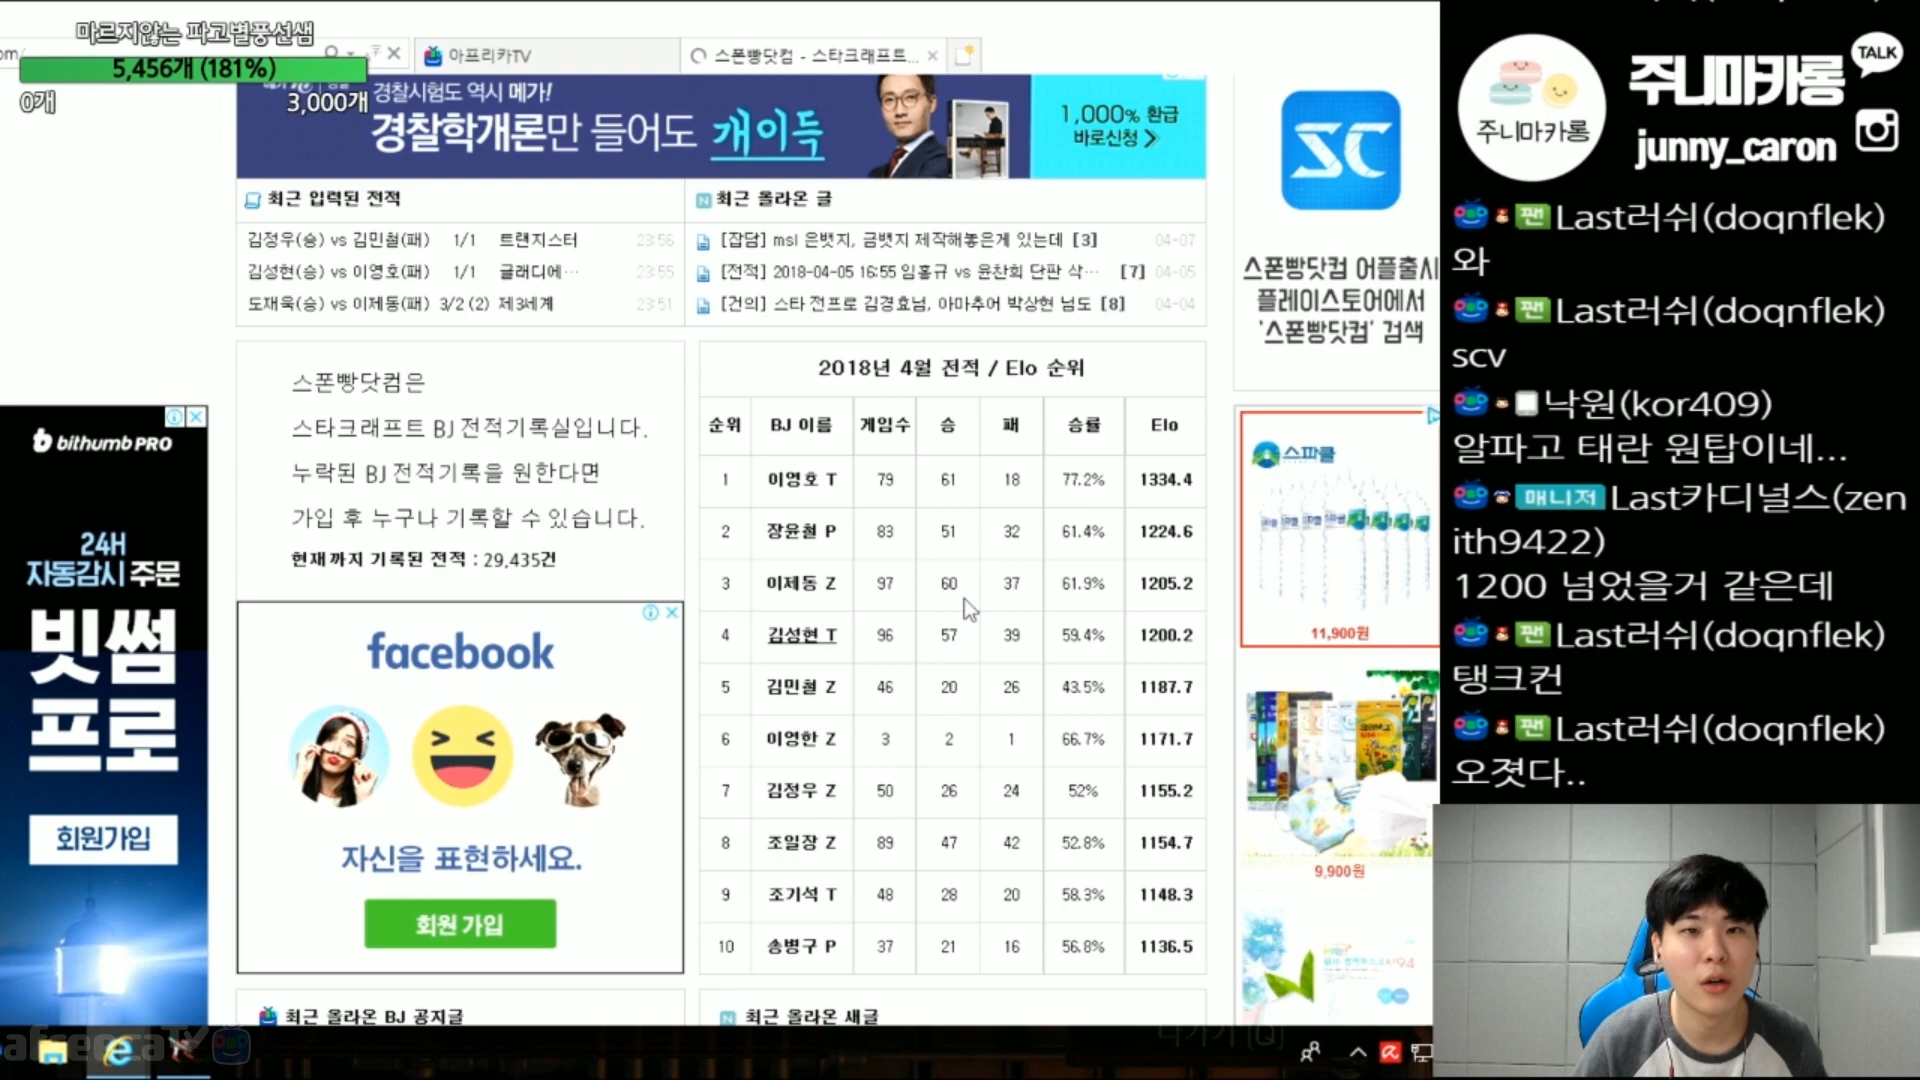 마르지않는 파고별풍선샘
5,456개 (181%)
0개
3,000개
아프리카TV
스폰빵닷컴 - 스타크래프트...
경찰시험도 역시 메가!
경찰학개론만 들어도 개이득
1,000% 환급
바로신청
최근 입력된 전적
김정우(승) vs 김민철(패) 1/1 트랜지스터 23:56
김성현(승) vs 이영호(패) 1/1 글래디에… 23:55
도재욱(승) vs 이제동(패) 3/2 (2) 제3세계 23:51
N 최근 올라온 글
[잡담] msl 은뱃지, 금뱃지 제작해놓은게 있는데 [3] 04-07
[전적] 2018-04-05 16:55 임홍규 vs 윤찬희 단판 삭… [7] 04-05
[건의] 스타 전프로 김경효님, 아마추어 박상현 님도 [8] 04-04
스폰빵닷컴은
스타크래프트 BJ 전적기록실입니다.
누락된 BJ 전적기록을 원한다면
가입 후 누구나 기록할 수 있습니다.
현재까지 기록된 전적 : 29,435건
2018년 4월 전적 / Elo 순위
순위 BJ 이름 게임수 승 패 승률 Elo
1 이영호 T 79 61 18 77.2% 1334.4
2 장윤철 P 83 51 32 61.4% 1224.6
3 이제동 Z 97 60 37 61.9% 1205.2
4 김성현 T 96 57 39 59.4% 1200.2
5 김민철 Z 46 20 26 43.5% 1187.7
6 이영한 Z 3 2 1 66.7% 1171.7
7 김정우 Z 50 26 24 52% 1155.2
8 조일장 Z 89 47 42 52.8% 1154.7
9 조기석 T 48 28 20 58.3% 1148.3
10 송병구 P 37 21 16 56.8% 1136.5
facebook
자신을 표현하세요.
회원 가입
최근 올라온 BJ 공지글
N 최근 올라온 새글
bithumb PRO
24H
자동감시 주문
빗썸
프로
회원가입
SC
스폰빵닷컴 어플출시
플레이스토어에서
'스폰빵닷컴' 검색
스파클
11,900원
9,900원
주니마카롱
주니마카롱
TALK
junny_caron
팬 Last러쉬(doqnflek)
와
팬 Last러쉬(doqnflek)
scv
낙원(kor409)
알파고 태란 원탑이네...
매니저 Last카디널스(zen
ith9422)
1200 넘었을거 같은데
팬 Last러쉬(doqnflek)
탱크컨
팬 Last러쉬(doqnflek)
오졋다..
afreecaTV